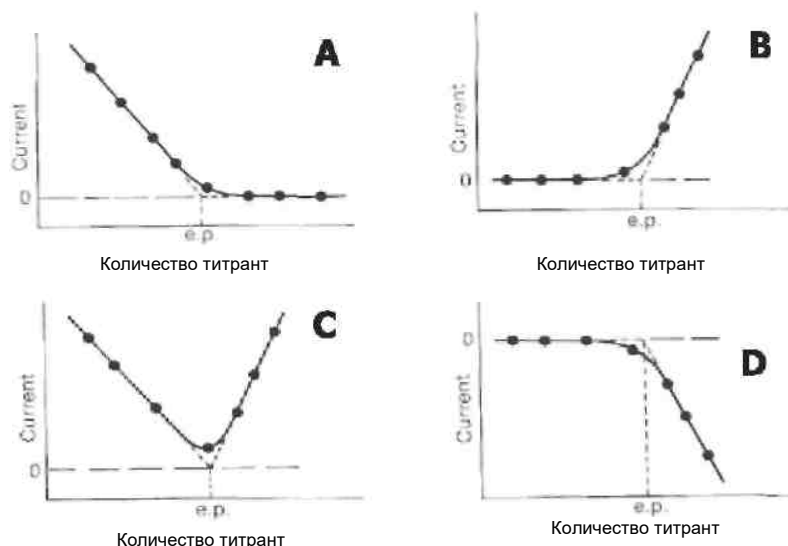 A
Current
0
e.p.
Количество титрант
B
Current
0
e.p.
Количество титрант
C
Current
0
e.p.
Количество титрант
D
Current
0
e.p.
Количество титрант